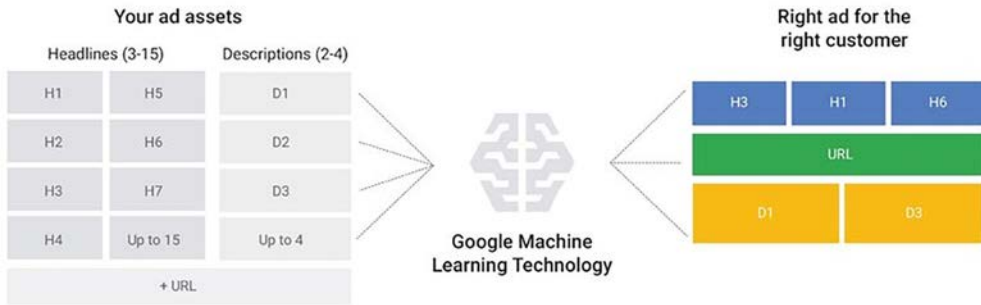 Your ad assets
Headlines (3-15)
Descriptions (2-4)
H1
H5
D1
H2
H6
D2
H3
H7
D3
H4
Up to 15
Up to 4
+ URL
Google Machine
Learning Technology
Right ad for the
right customer
H3
H1
H6
URL
D1
D3